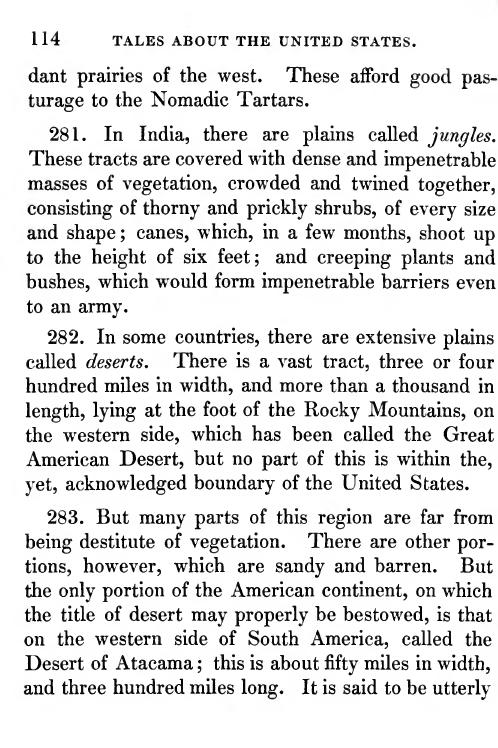 114 TALES ABOUT THE UNITED STATES.
dant prairies of the west. These afford good pas-
turage to the Nomadic Tartars.
281. In India, there are plains called jungles.
These tracts are covered with dense and impenetrable
masses of vegetation, crowded and twined together,
consisting of thorny and prickly shrubs, of every size
and shape; canes, which, in a few months, shoot up
to the height of six feet; and creeping plants and
bushes, which would form impenetrable barriers even
to an army.
282. In some countries, there are extensive plains
called deserts. There is a vast tract, three or four
hundred miles in width, and more than a thousand in
length, lying at the foot of the Rocky Mountains, on
the western side, which has been called the Great
American Desert, but no part of this is within the,
yet, acknowledged boundary of the United States.
283. But many parts of this region are far from
being destitute of vegetation. There are other por-
tions, however, which are sandy and barren. But
the only portion of the American continent, on which
the title of desert may properly be bestowed, is that
on the western side of South America, called the
Desert of Atacama; this is about fifty miles in width,
and three hundred miles long. It is said to be utterly